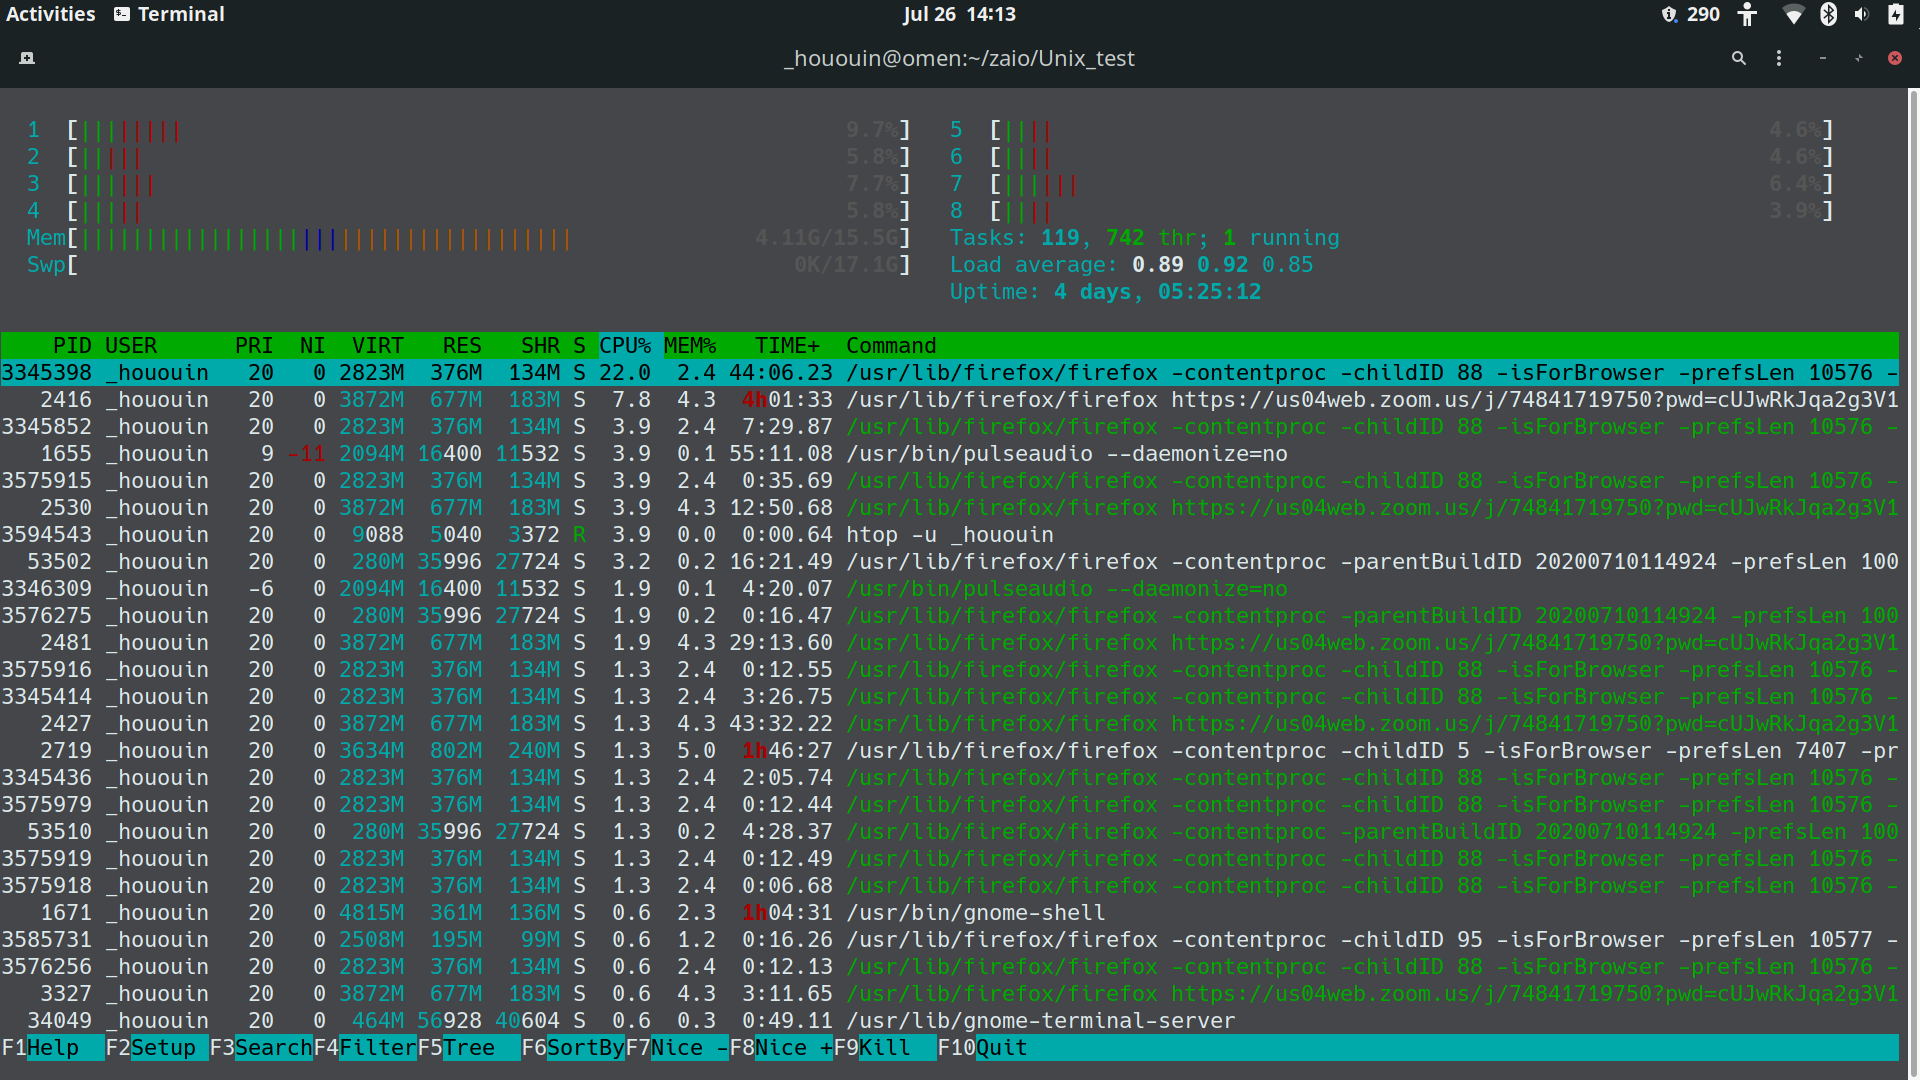 Activities Terminal Jul 26 14:13 290
_hououin@omen:~/zaio/Unix_test
1 [||||||||| 9.7%] 5 [|||| 4.6%]
2 [||||| 5.8%] 6 [|||| 4.6%]
3 [|||||| 7.7%] 7 [|||||| 6.4%]
4 [||||| 5.8%] 8 [|||| 3.9%]
Mem[|||||||||||||||||||||||||||||||||||||| 4.11G/15.5G] Tasks: 119, 742 thr; 1 running
Swp[ 0K/17.1G] Load average: 0.89 0.92 0.85
Uptime: 4 days, 05:25:12
PID USER PRI NI VIRT RES SHR S CPU% MEM% TIME+ Command
3345398 _hououin 20 0 2823M 376M 134M S 22.0 2.4 44:06.23 /usr/lib/firefox/firefox -contentproc -childID 88 -isForBrowser -prefsLen 10576 -
2416 _hououin 20 0 3872M 677M 183M S 7.8 4.3 4h01:33 /usr/lib/firefox/firefox https://us04web.zoom.us/j/74841719750?pwd=cUJwRkJqa2g3V1
3345852 _hououin 20 0 2823M 376M 134M S 3.9 2.4 7:29.87 /usr/lib/firefox/firefox -contentproc -childID 88 -isForBrowser -prefsLen 10576 -
1655 _hououin 9 -11 2094M 16400 11532 S 3.9 0.1 55:11.08 /usr/bin/pulseaudio --daemonize=no
3575915 _hououin 20 0 2823M 376M 134M S 3.9 2.4 0:35.69 /usr/lib/firefox/firefox -contentproc -childID 88 -isForBrowser -prefsLen 10576 -
2530 _hououin 20 0 3872M 677M 183M S 3.9 4.3 12:50.68 /usr/lib/firefox/firefox https://us04web.zoom.us/j/74841719750?pwd=cUJwRkJqa2g3V1
3594543 _hououin 20 0 9088 5040 3372 R 3.9 0.0 0:00.64 htop -u _hououin
53502 _hououin 20 0 280M 35996 27724 S 3.2 0.2 16:21.49 /usr/lib/firefox/firefox -contentproc -parentBuildID 20200710114924 -prefsLen 100
3346309 _hououin -6 0 2094M 16400 11532 S 1.9 0.1 4:20.07 /usr/bin/pulseaudio --daemonize=no
3576275 _hououin 20 0 280M 35996 27724 S 1.9 0.2 0:16.47 /usr/lib/firefox/firefox -contentproc -parentBuildID 20200710114924 -prefsLen 100
2481 _hououin 20 0 3872M 677M 183M S 1.9 4.3 29:13.60 /usr/lib/firefox/firefox https://us04web.zoom.us/j/74841719750?pwd=cUJwRkJqa2g3V1
3575916 _hououin 20 0 2823M 376M 134M S 1.3 2.4 0:12.55 /usr/lib/firefox/firefox -contentproc -childID 88 -isForBrowser -prefsLen 10576 -
3345414 _hououin 20 0 2823M 376M 134M S 1.3 2.4 3:26.75 /usr/lib/firefox/firefox -contentproc -childID 88 -isForBrowser -prefsLen 10576 -
2427 _hououin 20 0 3872M 677M 183M S 1.3 4.3 43:32.22 /usr/lib/firefox/firefox https://us04web.zoom.us/j/74841719750?pwd=cUJwRkJqa2g3V1
2719 _hououin 20 0 3634M 802M 240M S 1.3 5.0 1h46:27 /usr/lib/firefox/firefox -contentproc -childID 5 -isForBrowser -prefsLen 7407 -pr
3345436 _hououin 20 0 2823M 376M 134M S 1.3 2.4 2:05.74 /usr/lib/firefox/firefox -contentproc -childID 88 -isForBrowser -prefsLen 10576 -
3575979 _hououin 20 0 2823M 376M 134M S 1.3 2.4 0:12.44 /usr/lib/firefox/firefox -contentproc -childID 88 -isForBrowser -prefsLen 10576 -
53510 _hououin 20 0 280M 35996 27724 S 1.3 0.2 4:28.37 /usr/lib/firefox/firefox -contentproc -parentBuildID 20200710114924 -prefsLen 100
3575919 _hououin 20 0 2823M 376M 134M S 1.3 2.4 0:12.49 /usr/lib/firefox/firefox -contentproc -childID 88 -isForBrowser -prefsLen 10576 -
3575918 _hououin 20 0 2823M 376M 134M S 1.3 2.4 0:06.68 /usr/lib/firefox/firefox -contentproc -childID 88 -isForBrowser -prefsLen 10576 -
1671 _hououin 20 0 4815M 361M 136M S 0.6 2.3 1h04:31 /usr/bin/gnome-shell
3585731 _hououin 20 0 2508M 195M 99M S 0.6 1.2 0:16.26 /usr/lib/firefox/firefox -contentproc -childID 95 -isForBrowser -prefsLen 10577 -
3576256 _hououin 20 0 2823M 376M 134M S 0.6 2.4 0:12.13 /usr/lib/firefox/firefox -contentproc -childID 88 -isForBrowser -prefsLen 10576 -
3327 _hououin 20 0 3872M 677M 183M S 0.6 4.3 3:11.65 /usr/lib/firefox/firefox https://us04web.zoom.us/j/74841719750?pwd=cUJwRkJqa2g3V1
34049 _hououin 20 0 464M 56928 40604 S 0.6 0.3 0:49.11 /usr/lib/gnome-terminal-server
F1Help F2Setup F3SearchF4FilterF5Tree F6SortByF7Nice -F8Nice +F9Kill F10Quit